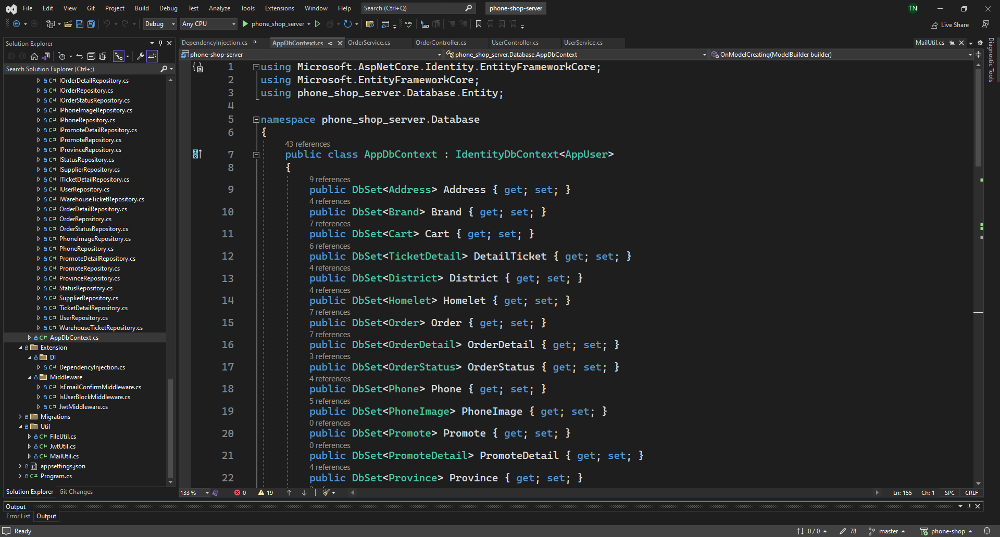 File Edit View Git Project Build Debug Test Analyze Tools Extensions Window Help Search (Ctrl+Q) phone-shop-server TN
Debug Any CPU phone_shop_server Live Share
Solution Explorer
Search Solution Explorer (Ctrl+;)
IOrderDetailRepository.cs
IOrderRepository.cs
IOrderStatusRepository.cs
IPhoneImageRepository.cs
IPhoneRepository.cs
IPromoteDetailRepository.cs
IPromoteRepository.cs
IProvinceRepository.cs
IStatusRepository.cs
ISupplierRepository.cs
ITicketDetailRepository.cs
IUserRepository.cs
IWarehouseTicketRepository.cs
OrderDetailRepository.cs
OrderRepository.cs
OrderStatusRepository.cs
PhoneImageRepository.cs
PhoneRepository.cs
PromoteDetailRepository.cs
PromoteRepository.cs
ProvinceRepository.cs
StatusRepository.cs
SupplierRepository.cs
TicketDetailRepository.cs
UserRepository.cs
WarehouseTicketRepository.cs
AppDbContext.cs
Extension
DI
DependencyInjection.cs
Middleware
IsEmailConfirmMiddleware.cs
IsUserBlockMiddleware.cs
JwtMiddleware.cs
Migrations
Util
FileUtil.cs
JwtUtil.cs
MailUtil.cs
appsettings.json
Program.cs
Solution Explorer Git Changes
DependencyInjection.cs AppDbContext.cs OrderService.cs OrderController.cs UserController.cs UserService.cs MailUtil.cs
phone-shop-server phone_shop_server.Database.AppDbContext OnModelCreating(ModelBuilder builder)
1 using Microsoft.AspNetCore.Identity.EntityFrameworkCore;
2 using Microsoft.EntityFrameworkCore;
3 using phone_shop_server.Database.Entity;
4
5 namespace phone_shop_server.Database
6 {
43 references
7 public class AppDbContext : IdentityDbContext<AppUser>
8 {
9 references
9 public DbSet<Address> Address { get; set; }
4 references
10 public DbSet<Brand> Brand { get; set; }
7 references
11 public DbSet<Cart> Cart { get; set; }
6 references
12 public DbSet<TicketDetail> DetailTicket { get; set; }
4 references
13 public DbSet<District> District { get; set; }
4 references
14 public DbSet<Homelet> Homelet { get; set; }
7 references
15 public DbSet<Order> Order { get; set; }
7 references
16 public DbSet<OrderDetail> OrderDetail { get; set; }
3 references
17 public DbSet<OrderStatus> OrderStatus { get; set; }
4 references
18 public DbSet<Phone> Phone { get; set; }
5 references
19 public DbSet<PhoneImage> PhoneImage { get; set; }
0 references
20 public DbSet<Promote> Promote { get; set; }
0 references
21 public DbSet<PromoteDetail> PromoteDetail { get; set; }
4 references
22 public DbSet<Province> Province { get; set; }
133 % 0 19 Ln: 155 Ch: 1 SPC CRLF
Diagnostic Tools
Output
Error List Output
Ready 0 / 0 78 master phone-shop